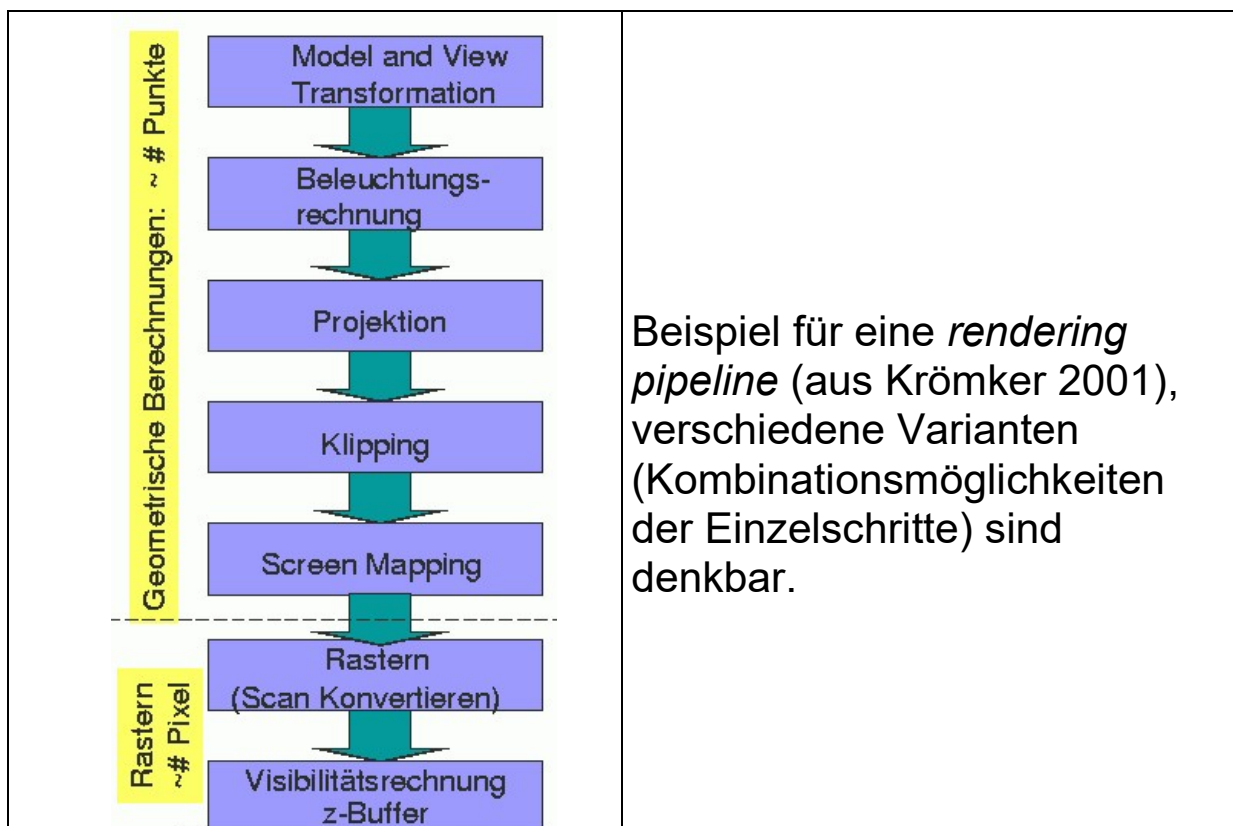 Geometrische Berechnungen: ~ # Punkte
Model and View
Transformation
Beleuchtungs-
rechnung
Projektion
Klipping
Screen Mapping
Rastern
~# Pixel
Rastern
(Scan Konvertieren)
Visibilitätsrechnung
z-Buffer
Beispiel für eine rendering
pipeline (aus Krömker 2001),
verschiedene Varianten
(Kombinationsmöglichkeiten
der Einzelschritte) sind
denkbar.